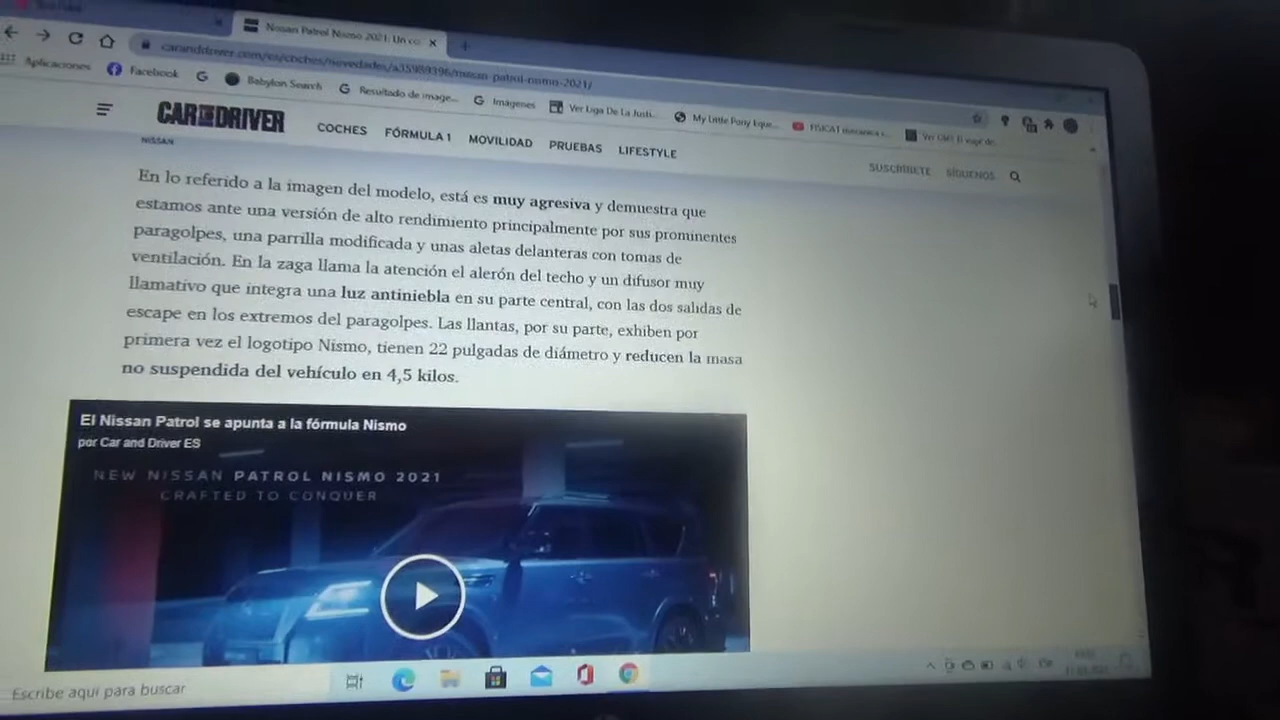 Nissan Patrol Nismo 2021: Un co
caranddriver.com/es/coches/novedades/a35989396/nissan-patrol-nismo-2021/
Aplicaciones
Facebook
Babylon Search
Resultado de image...
Imágenes
Ver Liga De La Justi...
My Little Pony Eque...
CAR AND DRIVER
COCHES
FÓRMULA 1
MOVILIDAD
PRUEBAS
LIFESTYLE
SUSCRÍBETE
SÍGUENOS
NISSAN
En lo referido a la imagen del modelo, está es muy agresiva y demuestra que
estamos ante una versión de alto rendimiento principalmente por sus prominentes
paragolpes, una parrilla modificada y unas aletas delanteras con tomas de
ventilación. En la zaga llama la atención el alerón del techo y un difusor muy
llamativo que integra una luz antiniebla en su parte central, con las dos salidas de
escape en los extremos del paragolpes. Las llantas, por su parte, exhiben por
primera vez el logotipo Nismo, tienen 22 pulgadas de diámetro y reducen la masa
no suspendida del vehículo en 4,5 kilos.
El Nissan Patrol se apunta a la fórmula Nismo
por Car and Driver ES
NEW NISSAN PATROL NISMO 2021
CRAFTED TO CONQUER
Escribe aquí para buscar